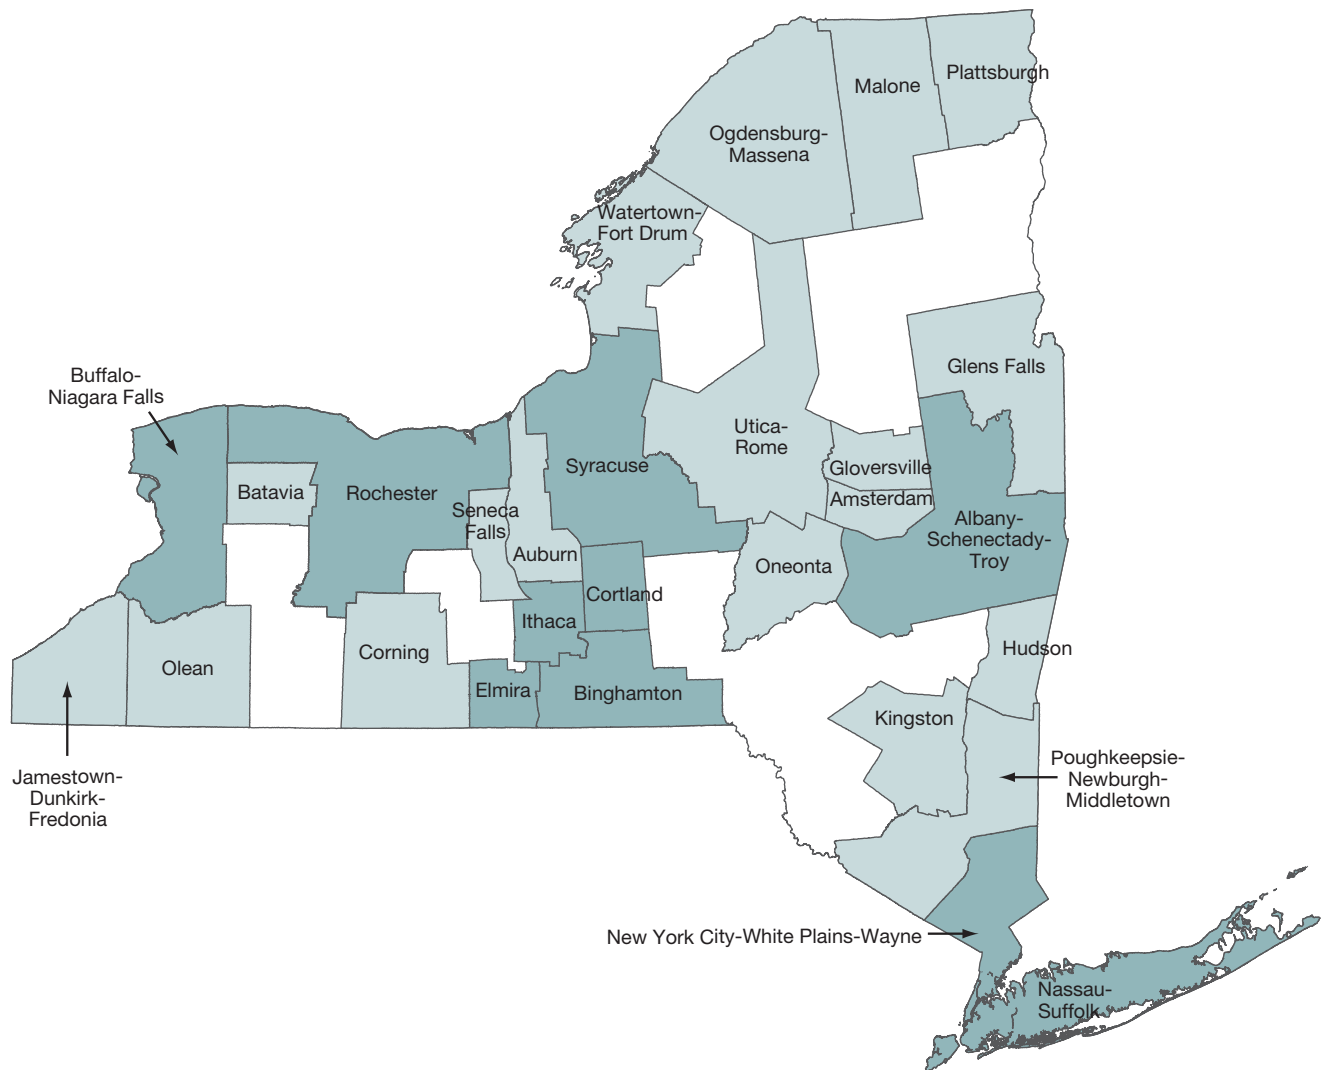 Plattsburgh
Malone
Ogdensburg-
Massena
Watertown-
Fort Drum
Glens Falls
Buffalo-
Niagara Falls
Utica-
Rome
Syracuse
Gloversville
Batavia
Rochester
Amsterdam
Seneca
Falls
Albany-
Schenectady-
Troy
Auburn
Oneonta
Cortland
Ithaca
Hudson
Corning
Olean
Elmira
Binghamton
Kingston
Jamestown-
Dunkirk-
Fredonia
Poughkeepsie-
Newburgh-
Middletown
New York City-White Plains-Wayne
Nassau-
Suffolk